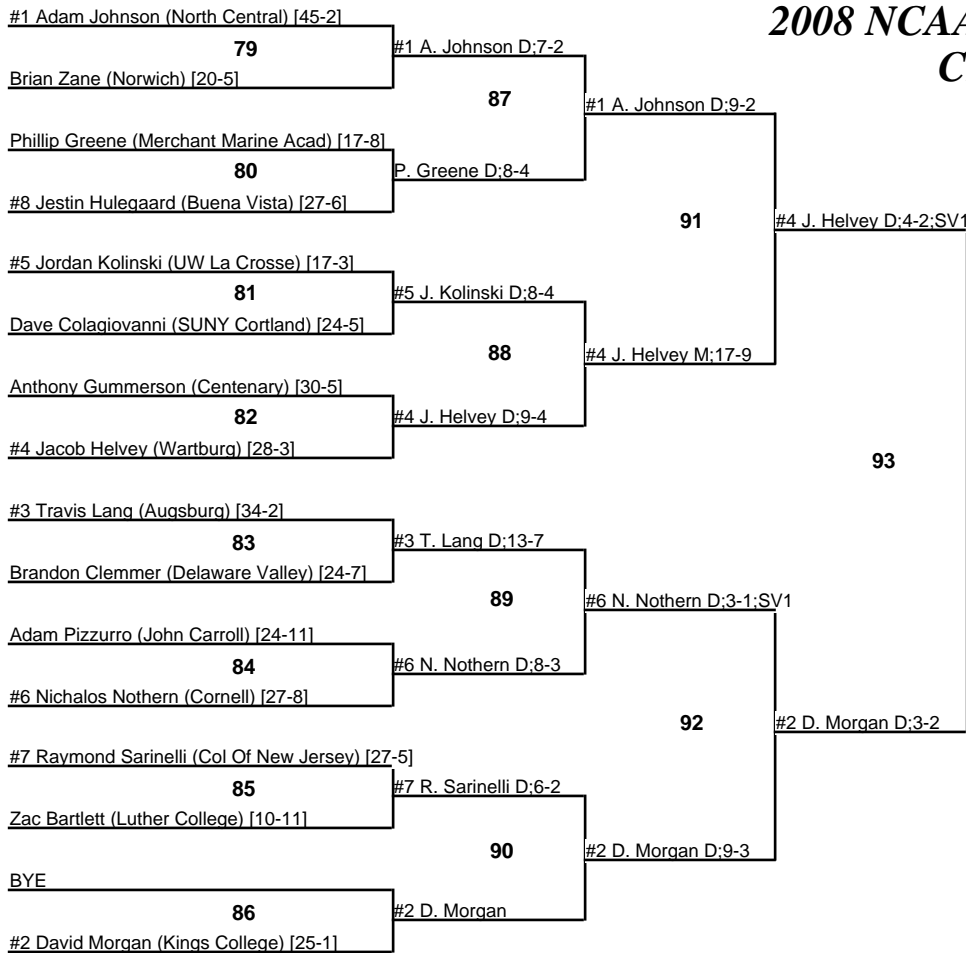 2008 NCAA
C
#1 Adam Johnson (North Central) [45-2]
79
Brian Zane (Norwich) [20-5]
#1 A. Johnson D;7-2
87
Phillip Greene (Merchant Marine Acad) [17-8]
80
#8 Jestin Hulegaard (Buena Vista) [27-6]
P. Greene D;8-4
#1 A. Johnson D;9-2
91
#5 Jordan Kolinski (UW La Crosse) [17-3]
81
Dave Colagiovanni (SUNY Cortland) [24-5]
#5 J. Kolinski D;8-4
88
Anthony Gummerson (Centenary) [30-5]
82
#4 Jacob Helvey (Wartburg) [28-3]
#4 J. Helvey D;9-4
#4 J. Helvey M;17-9
#4 J. Helvey D;4-2;SV1
93
#3 Travis Lang (Augsburg) [34-2]
83
Brandon Clemmer (Delaware Valley) [24-7]
#3 T. Lang D;13-7
89
Adam Pizzurro (John Carroll) [24-11]
84
#6 Nichalos Nothern (Cornell) [27-8]
#6 N. Nothern D;8-3
#6 N. Nothern D;3-1;SV1
92
#7 Raymond Sarinelli (Col Of New Jersey) [27-5]
85
Zac Bartlett (Luther College) [10-11]
#7 R. Sarinelli D;6-2
90
BYE
86
#2 David Morgan (Kings College) [25-1]
#2 D. Morgan
#2 D. Morgan D;9-3
#2 D. Morgan D;3-2